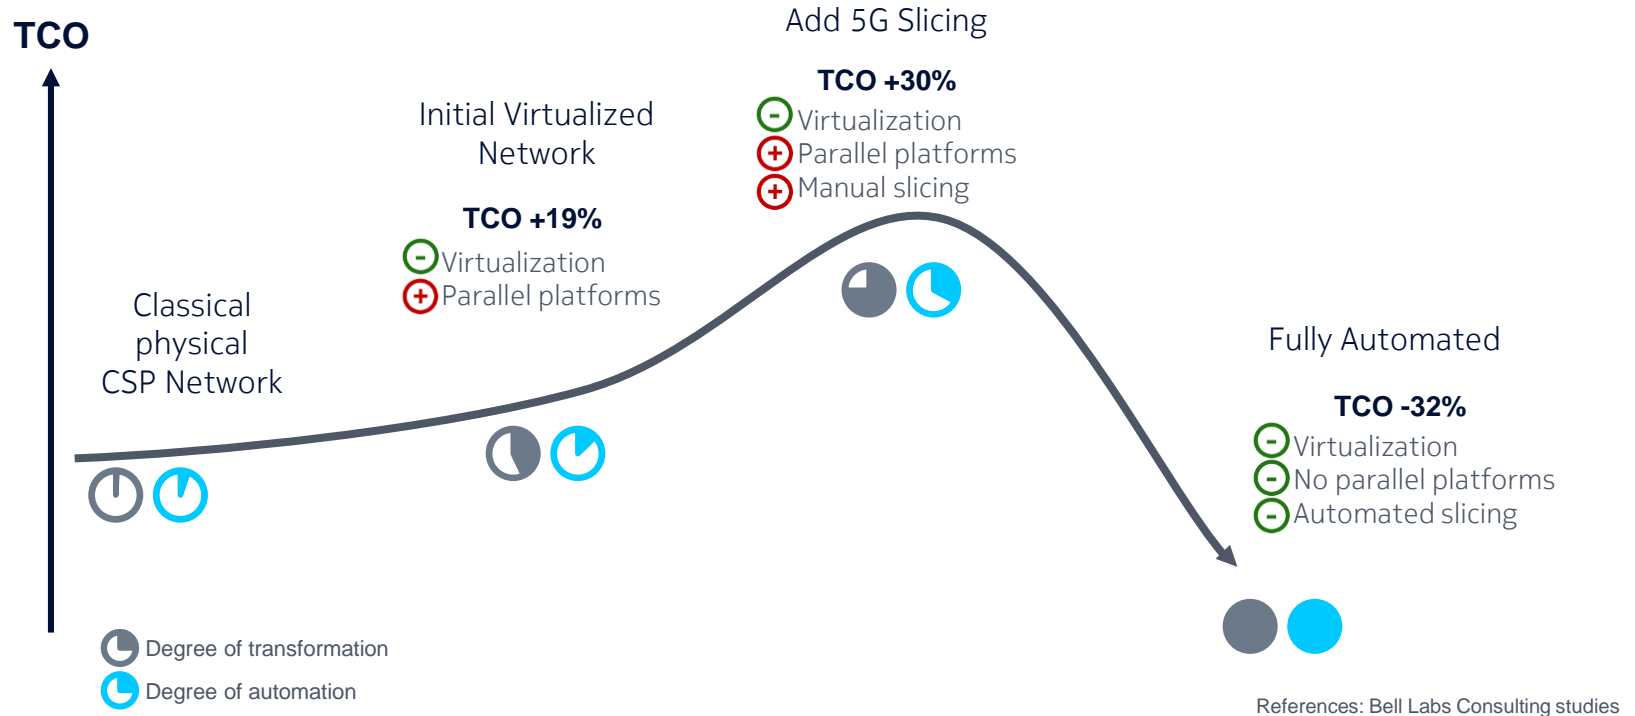 TCO
Classical
physical
CSP Network
Initial Virtualized
Network
TCO +19%
- Virtualization
+ Parallel platforms
Add 5G Slicing
TCO +30%
- Virtualization
+ Parallel platforms
+ Manual slicing
Fully Automated
TCO -32%
- Virtualization
- No parallel platforms
- Automated slicing
Degree of transformation
Degree of automation
References: Bell Labs Consulting studies